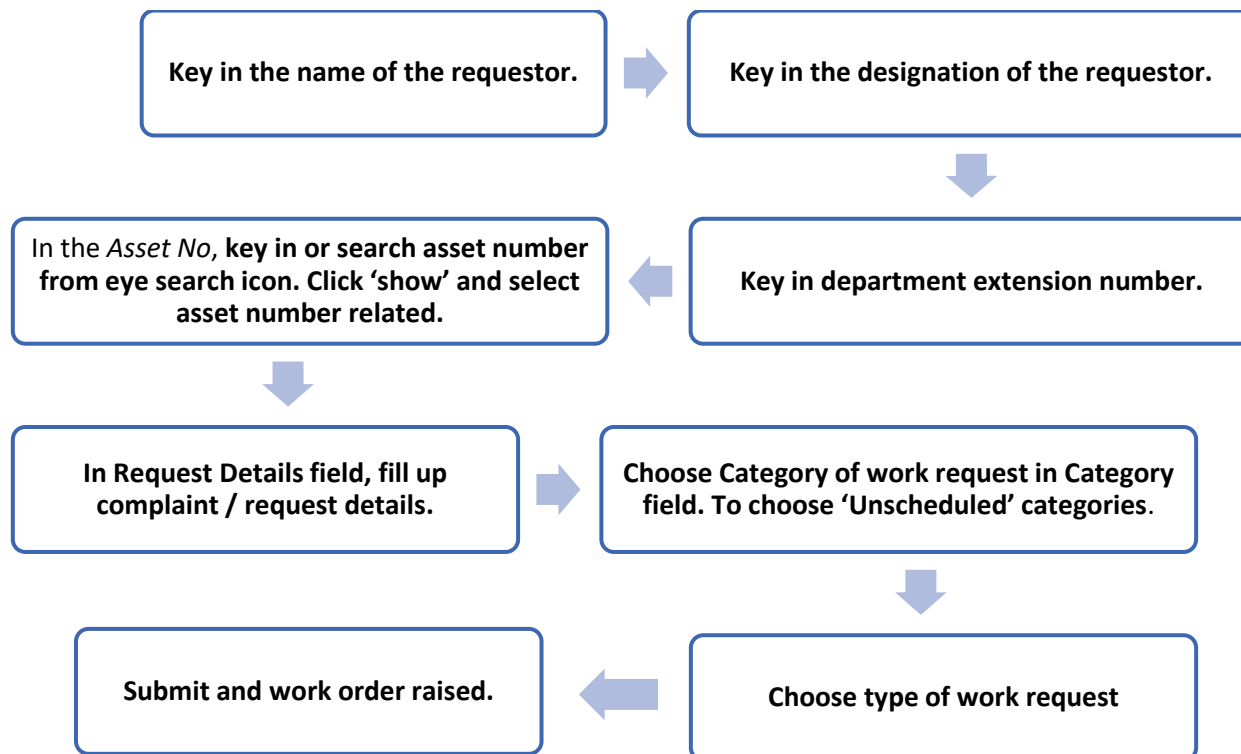 Key in the name of the requestor.
Key in the designation of the requestor.
Key in department extension number.
In the Asset No, key in or search asset number
from eye search icon. Click ‘show’ and select
asset number related.
In Request Details field, fill up
complaint / request details.
Choose Category of work request in Category
field. To choose ‘Unscheduled’ categories.
Choose type of work request
Submit and work order raised.